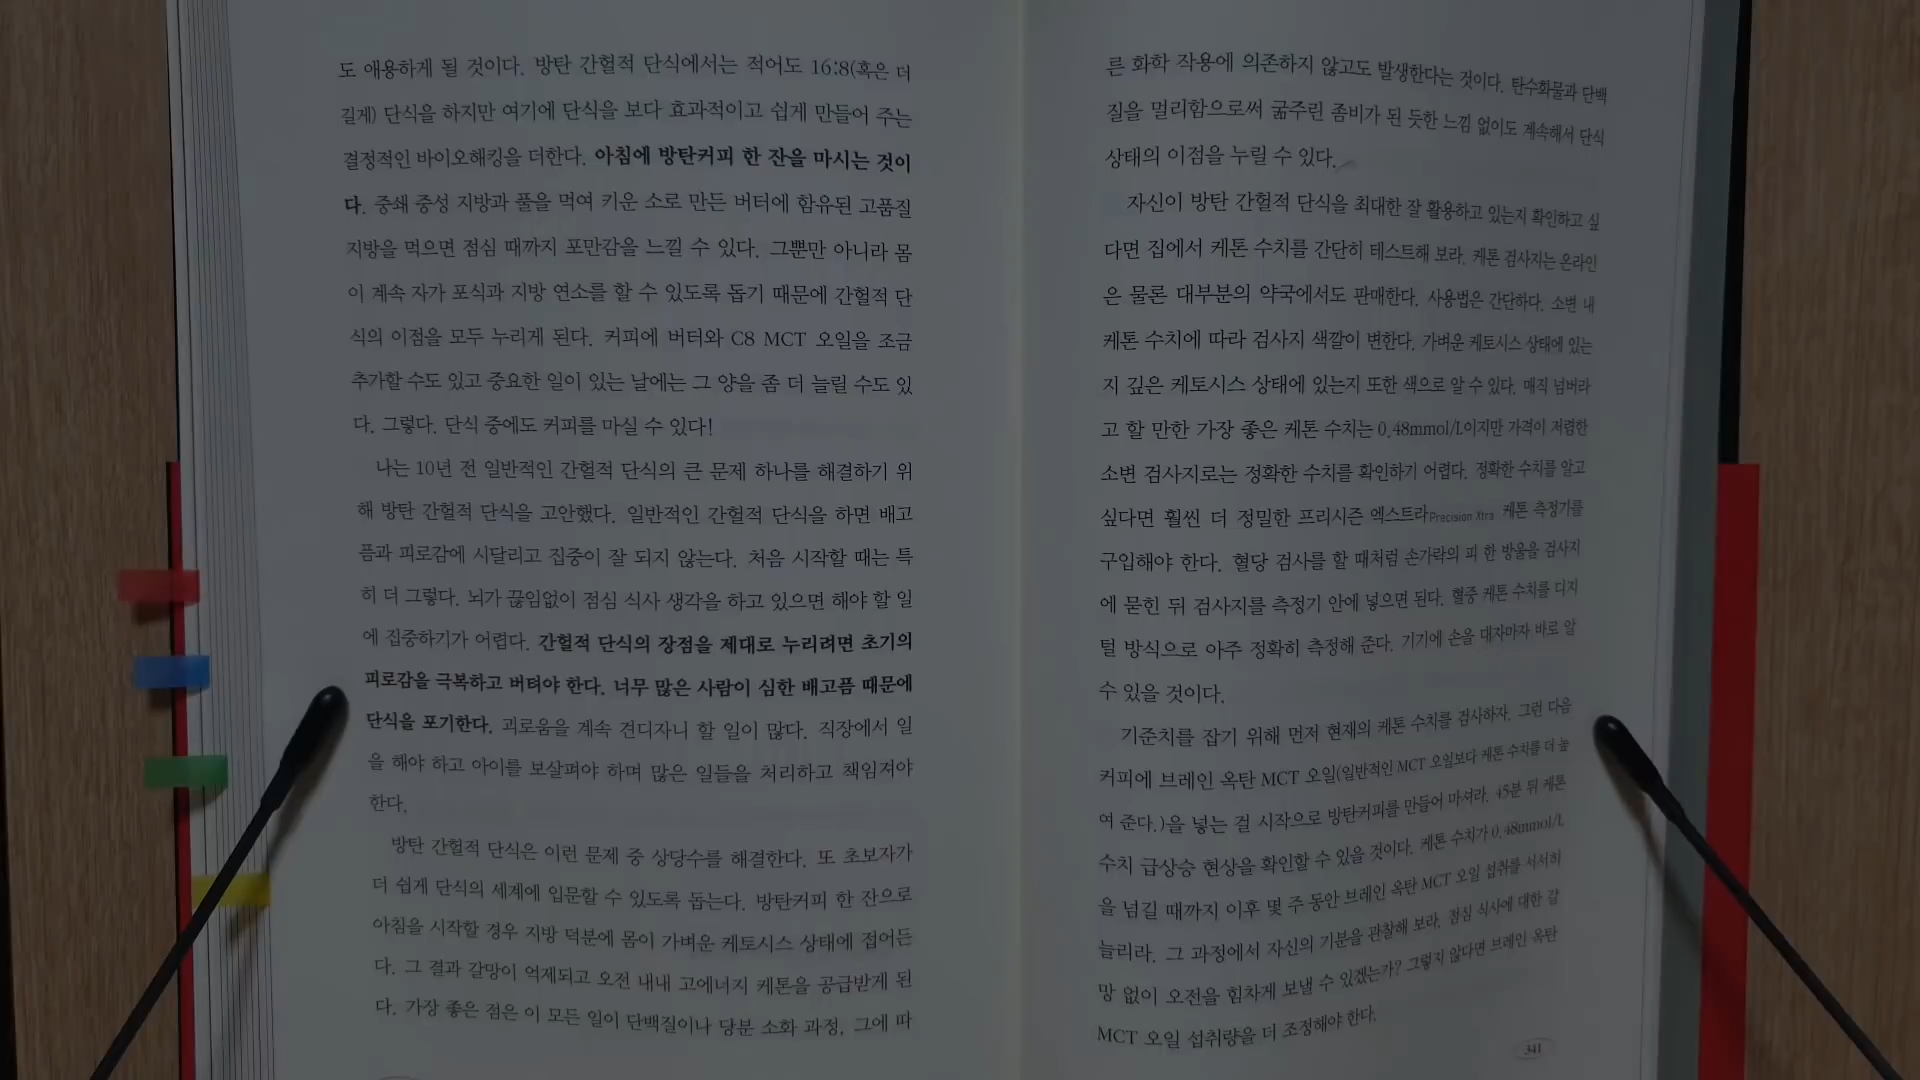 도 애용하게 될 것이다. 방탄 간헐적 단식에서는 적어도 16:8(혹은 더
길게) 단식을 하지만 여기에 단식을 보다 효과적이고 쉽게 만들어 주는
결정적인 바이오해킹을 더한다. 아침에 방탄커피 한 잔을 마시는 것이
다. 중쇄 중성 지방과 풀을 먹여 키운 소로 만든 버터에 함유된 고품질
지방을 먹으면 점심 때까지 포만감을 느낄 수 있다. 그뿐만 아니라 몸
이 계속 자가 포식과 지방 연소를 할 수 있도록 돕기 때문에 간헐적 단
식의 이점을 모두 누리게 된다. 커피에 버터와 C8 MCT 오일을 조금
추가할 수도 있고 중요한 일이 있는 날에는 그 양을 좀 더 늘릴 수도 있
다. 그렇다. 단식 중에도 커피를 마실 수 있다!
나는 10년 전 일반적인 간헐적 단식의 큰 문제 하나를 해결하기 위
해 방탄 간헐적 단식을 고안했다. 일반적인 간헐적 단식을 하면 배고
픔과 피로감에 시달리고 집중이 잘 되지 않는다. 처음 시작할 때는 특
히 더 그렇다. 뇌가 끊임없이 점심 식사 생각을 하고 있으면 해야 할 일
에 집중하기가 어렵다. 간헐적 단식의 장점을 제대로 누리려면 초기의
피로감을 극복하고 버텨야 한다. 너무 많은 사람이 심한 배고픔 때문에
단식을 포기한다. 괴로움을 계속 견디자니 할 일이 많다. 직장에서 일
을 해야 하고 아이를 보살펴야 하며 많은 일들을 처리하고 책임져야
한다.
방탄 간헐적 단식은 이런 문제 중 상당수를 해결한다. 또 초보자가
더 쉽게 단식의 세계에 입문할 수 있도록 돕는다. 방탄커피 한 잔으로
아침을 시작할 경우 지방 덕분에 몸이 가벼운 케토시스 상태에 접어든
다. 그 결과 갈망이 억제되고 오전 내내 고에너지 케톤을 공급받게 된
다. 가장 좋은 점은 이 모든 일이 단백질이나 당분 소화 과정, 그에 따
른 화학 작용에 의존하지 않고도 발생한다는 것이다. 탄수화물과 단백
질을 멀리함으로써 굶주린 좀비가 된 듯한 느낌 없이도 계속해서 단식
상태의 이점을 누릴 수 있다.
자신이 방탄 간헐적 단식을 최대한 잘 활용하고 있는지 확인하고 싶
다면 집에서 케톤 수치를 간단히 테스트해 보라. 케톤 검사지는 온라인
은 물론 대부분의 약국에서도 판매한다. 사용법은 간단하다. 소변 내
케톤 수치에 따라 검사지 색깔이 변한다. 가벼운 케토시스 상태에 있는
지 깊은 케토시스 상태에 있는지 또한 색으로 알 수 있다. 매직 넘버라
고 할 만한 가장 좋은 케톤 수치는 0.48mmol/L이지만 가격이 저렴한
소변 검사지로는 정확한 수치를 확인하기 어렵다. 정확한 수치를 알고
싶다면 훨씬 더 정밀한 프리시즌 엑스트라Precision Xtra 케톤 측정기를
구입해야 한다. 혈당 검사를 할 때처럼 손가락의 피 한 방울을 검사지
에 묻힌 뒤 검사지를 측정기 안에 넣으면 된다. 혈중 케톤 수치를 디지
털 방식으로 아주 정확히 측정해 준다. 기기에 손을 대자마자 바로 알
수 있을 것이다.
기준치를 잡기 위해 먼저 현재의 케톤 수치를 검사하자. 그런 다음
커피에 브레인 옥탄 MCT 오일(일반적인 MCT 오일보다 케톤 수치를 더 높
여 준다.)을 넣는 걸 시작으로 방탄커피를 만들어 마셔라. 45분 뒤 케톤
수치 급상승 현상을 확인할 수 있을 것이다. 케톤 수치가 0.48mmol/L
을 넘길 때까지 이후 몇 주 동안 브레인 옥탄 MCT 오일 섭취를 서서히
늘리라. 그 과정에서 자신의 기분을 관찰해 보라. 점심 식사에 대한 갈
망 없이 오전을 힘차게 보낼 수 있겠는가? 그렇지 않다면 브레인 옥탄
MCT 오일 섭취량을 더 조정해야 한다.
341